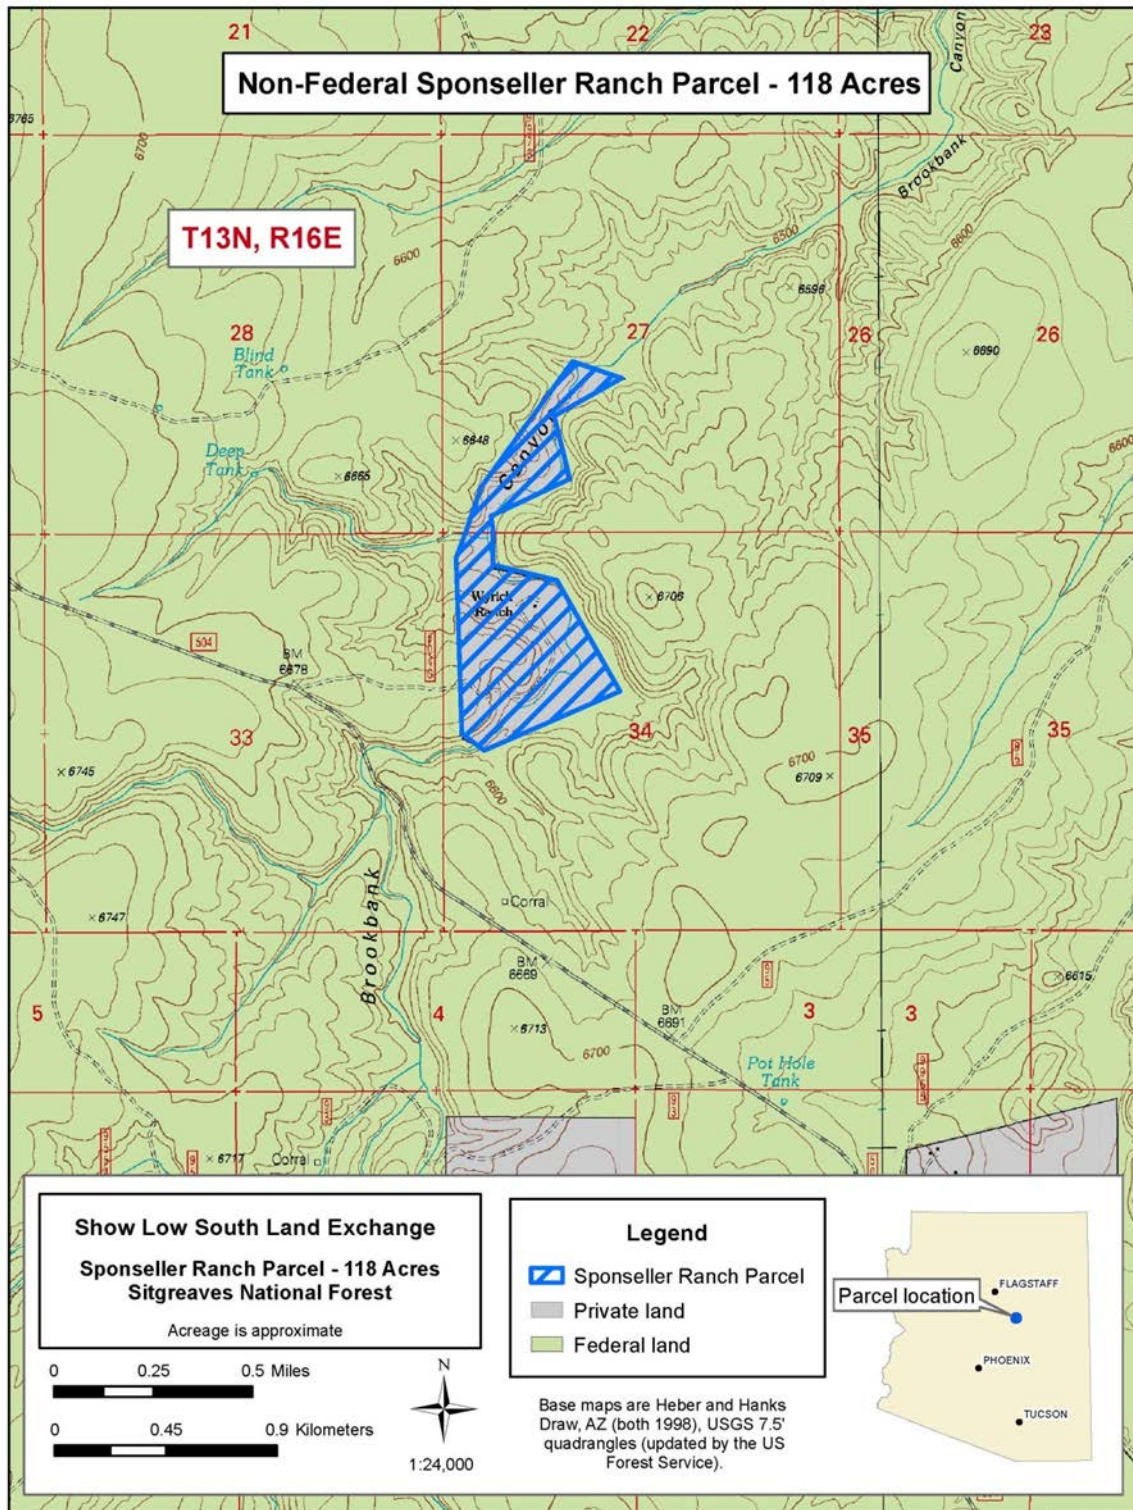 21
22
23
Non-Federal Sponseller Ranch Parcel - 118 Acres
Canyon
6765
6700
Brookbank
T13N, R16E
6600
6500
6600
6596
28
27
26
26
Blind
Tank
6690
6648
Canyon
Deep
Tank
6665
6600
Wyrick
Ranch
6706
504
BM
6678
33
34
35
35
6745
6700
6709
6600
Brookbank
Corral
6747
BM
6669
6615
5
4
BM
6691
3
3
6713
6700
Pot Hole
Tank
6717
Corral
Show Low South Land Exchange
Sponseller Ranch Parcel - 118 Acres
Sitgreaves National Forest
Acreage is approximate
0 0.25 0.5 Miles
0 0.45 0.9 Kilometers
N
1:24,000
Legend
Sponseller Ranch Parcel
Private land
Federal land
Base maps are Heber and Hanks
Draw, AZ (both 1998), USGS 7.5'
quadrangles (updated by the US
Forest Service).
Parcel location
FLAGSTAFF
PHOENIX
TUCSON